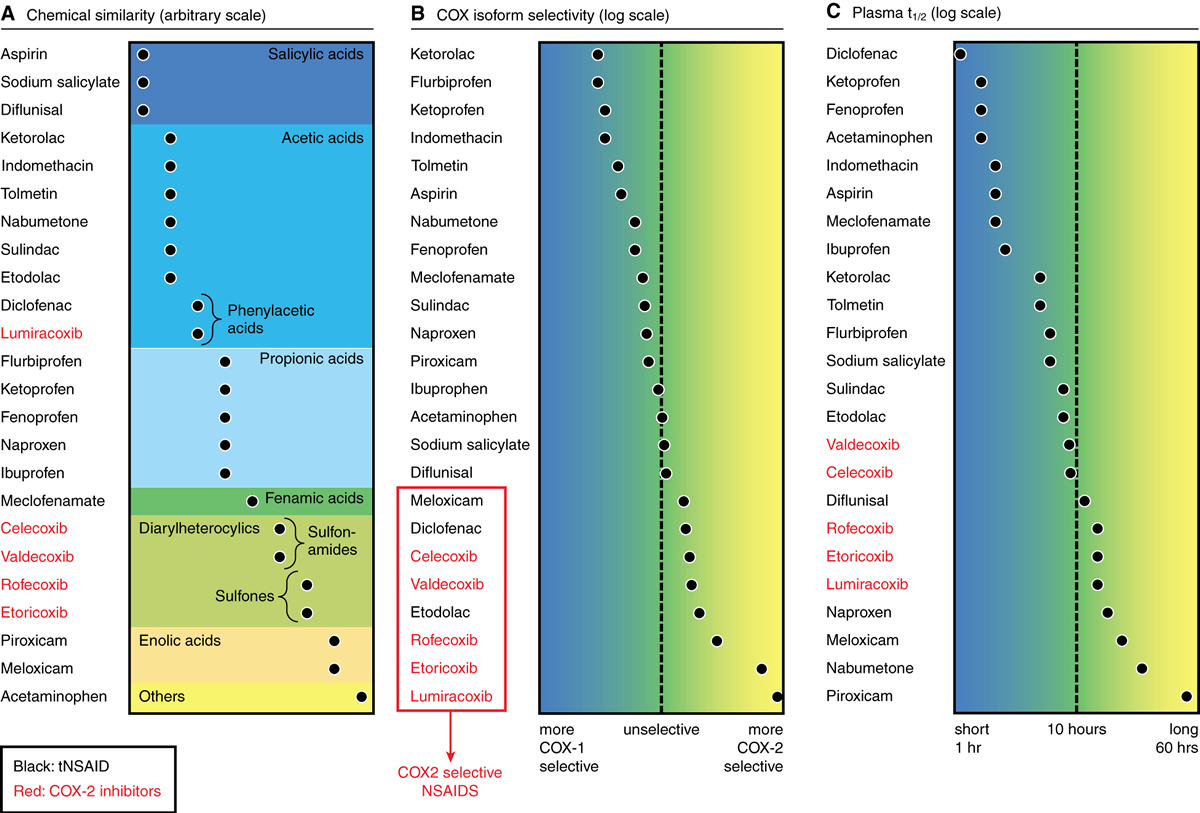 A Chemical similarity (arbitrary scale)
Aspirin
Sodium salicylate
Diflunisal
Ketorolac
Indomethacin
Tolmetin
Nabumetone
Sulindac
Etodolac
Diclofenac
Lumiracoxib
Flurbiprofen
Ketoprofen
Fenoprofen
Naproxen
Ibuprofen
Meclofenamate
Celecoxib
Valdecoxib
Rofecoxib
Etoricoxib
Piroxicam
Meloxicam
Acetaminophen
Salicylic acids
Acetic acids
Phenylacetic
acids
Propionic acids
Fenamic acids
Diarylheterocylics
Sulfon-
amides
Sulfones
Enolic acids
Others
Black: tNSAID
Red: COX-2 inhibitors
B COX isoform selectivity (log scale)
Ketorolac
Flurbiprofen
Ketoprofen
Indomethacin
Tolmetin
Aspirin
Nabumetone
Fenoprofen
Meclofenamate
Sulindac
Naproxen
Piroxicam
Ibuprophen
Acetaminophen
Sodium salicylate
Diflunisal
Meloxicam
Diclofenac
Celecoxib
Valdecoxib
Etodolac
Rofecoxib
Etoricoxib
Lumiracoxib
COX2 selective
NSAIDS
more
COX-1
selective
unselective
more
COX-2
selective
C Plasma t1/2 (log scale)
Diclofenac
Ketoprofen
Fenoprofen
Acetaminophen
Indomethacin
Aspirin
Meclofenamate
Ibuprofen
Ketorolac
Tolmetin
Flurbiprofen
Sodium salicylate
Sulindac
Etodolac
Valdecoxib
Celecoxib
Diflunisal
Rofecoxib
Etoricoxib
Lumiracoxib
Naproxen
Meloxicam
Nabumetone
Piroxicam
short
1 hr
10 hours
long
60 hrs